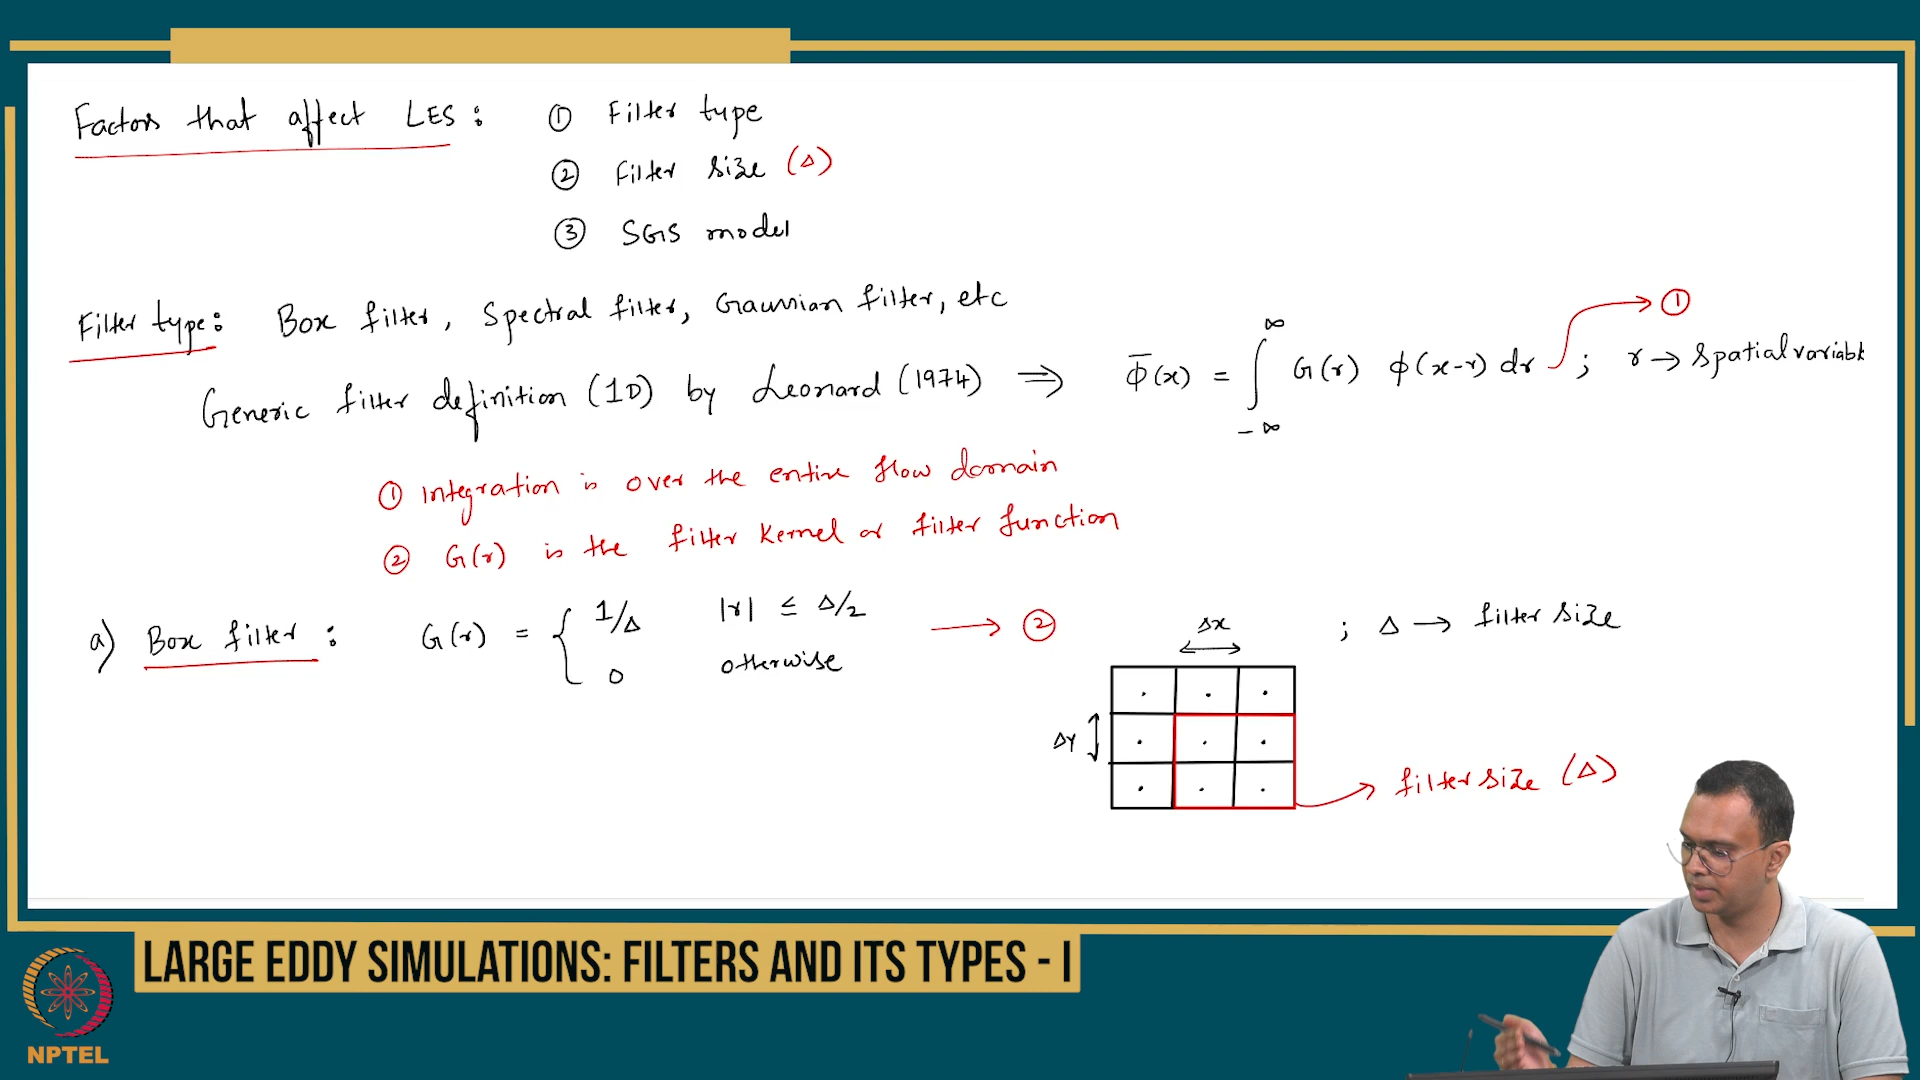 Factors that affect LES : ① Filter type
② Filter size (Δ)
③ SGS model
Filter type : Box filter, Spectral filter, Gaussian filter, etc
Generic filter definition (1D) by Leonard (1974) ⇒ Φ̄(x) = ∫_{-∞}^{∞} G(r) ϕ(x-r) dr → ① ; r → spatial variable
① Integration is over the entire flow domain
② G(r) is the filter kernel or filter function
a) Box filter : G(r) = { 1/Δ |r| ≤ Δ/2 → ② ; Δ → filter size
0 otherwise
Δx
ΔY
filter size (Δ)
LARGE EDDY SIMULATIONS: FILTERS AND ITS TYPES - I
NPTEL